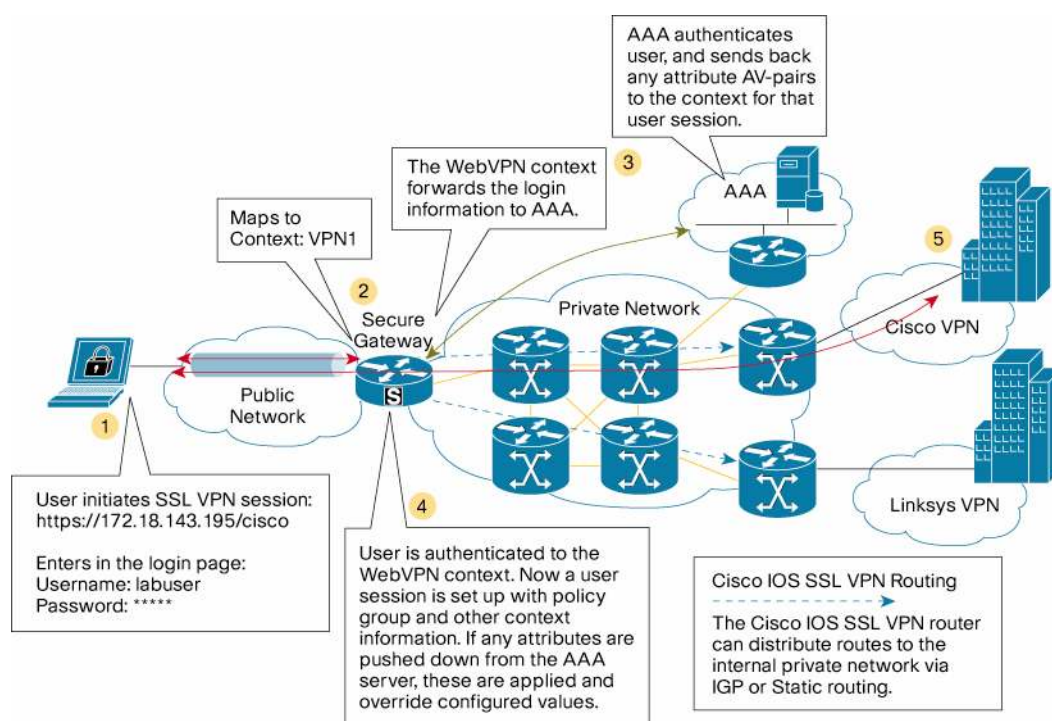 AAA authenticates
user, and sends back
any attribute AV-pairs
to the context for that
user session.
3
The WebVPN context
forwards the login
information to AAA.
AAA
Maps to
Context: VPN1
5
2
Secure
Gateway
Private Network
Cisco VPN
S
1
Public
Network
User initiates SSL VPN session:
https://172.18.143.195/cisco
Enters in the login page:
Username: labuser
Password: *****
4
User is authenticated to the
WebVPN context. Now a user
session is set up with policy
group and other context
information. If any attributes are
pushed down from the AAA
server, these are applied and
override configured values.
Linksys VPN
Cisco IOS SSL VPN Routing
The Cisco IOS SSL VPN router
can distribute routes to the
internal private network via
IGP or Static routing.